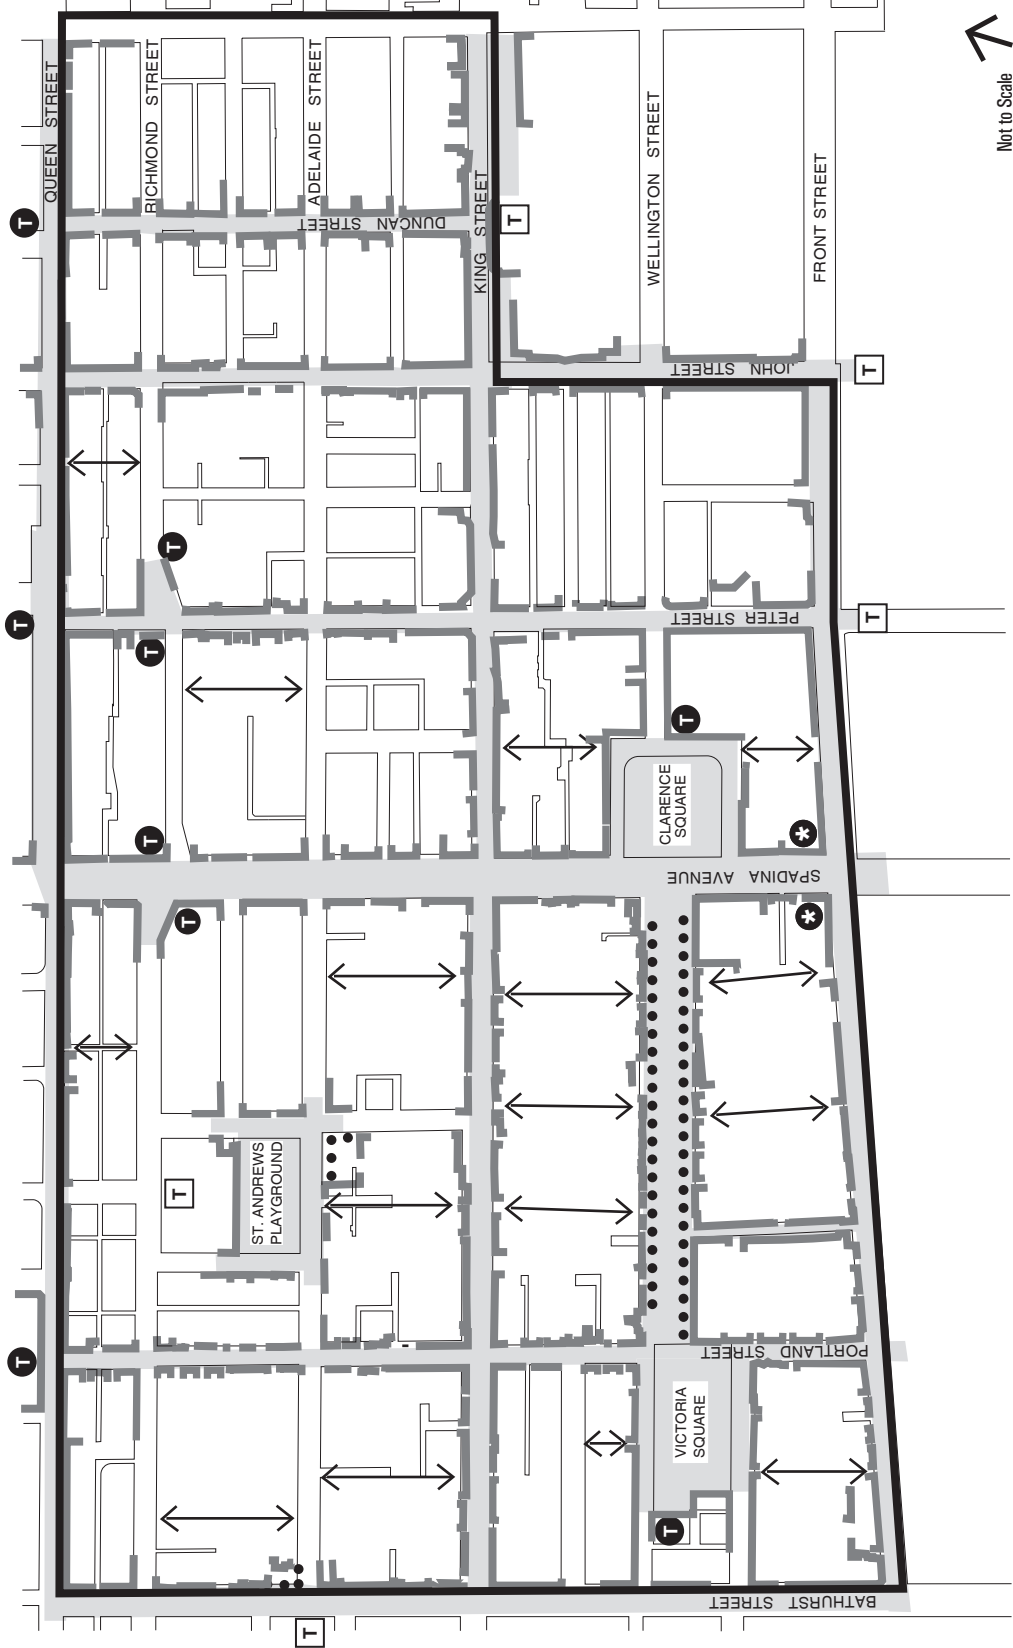 QUEEN STREET
RICHMOND STREET
ADELAIDE STREET
DUNCAN STREET
KING STREET
WELLINGTON STREET
FRONT STREET
JOHN STREET
PETER STREET
CLARENCE
SQUARE
SPADINA AVENUE
ST. ANDREWS
PLAYGROUND
PORTLAND STREET
VICTORIA
SQUARE
BATHURST STREET
Not to Scale
T
T
T
T
T
T
T
T
T
T
T
T
T
T
*
*